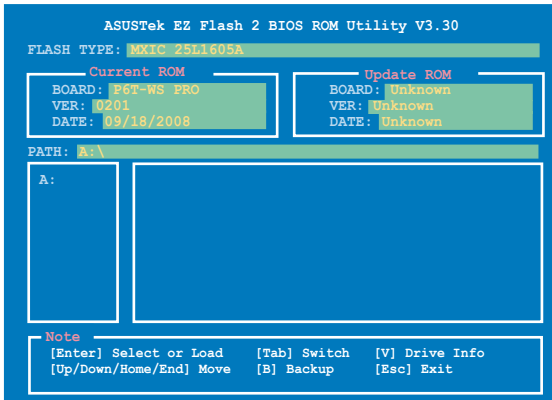 ASUSTek EZ Flash 2 BIOS ROM Utility V3.30
FLASH TYPE: MXIC 25L1605A
Current ROM
BOARD: P6T-WS PRO
VER: 0201
DATE: 09/18/2008
Update ROM
BOARD: Unknown
VER: Unknown
DATE: Unknown
PATH: A:\
A:
Note
[Enter] Select or Load [Tab] Switch [V] Drive Info
[Up/Down/Home/End] Move [B] Backup [Esc] Exit